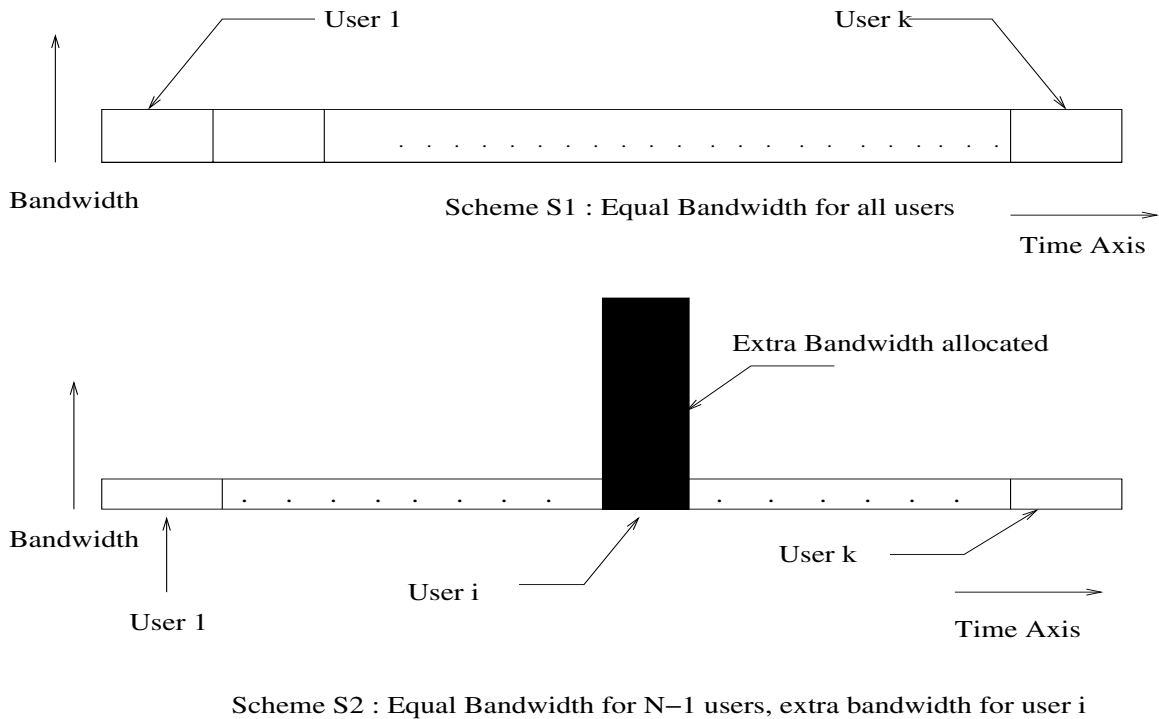 User 1
User k
Bandwidth
Scheme S1 : Equal Bandwidth for all users
Time Axis
Extra Bandwidth allocated
Bandwidth
User k
User i
User 1
Time Axis
Scheme S2 : Equal Bandwidth for N−1 users, extra bandwidth for user i